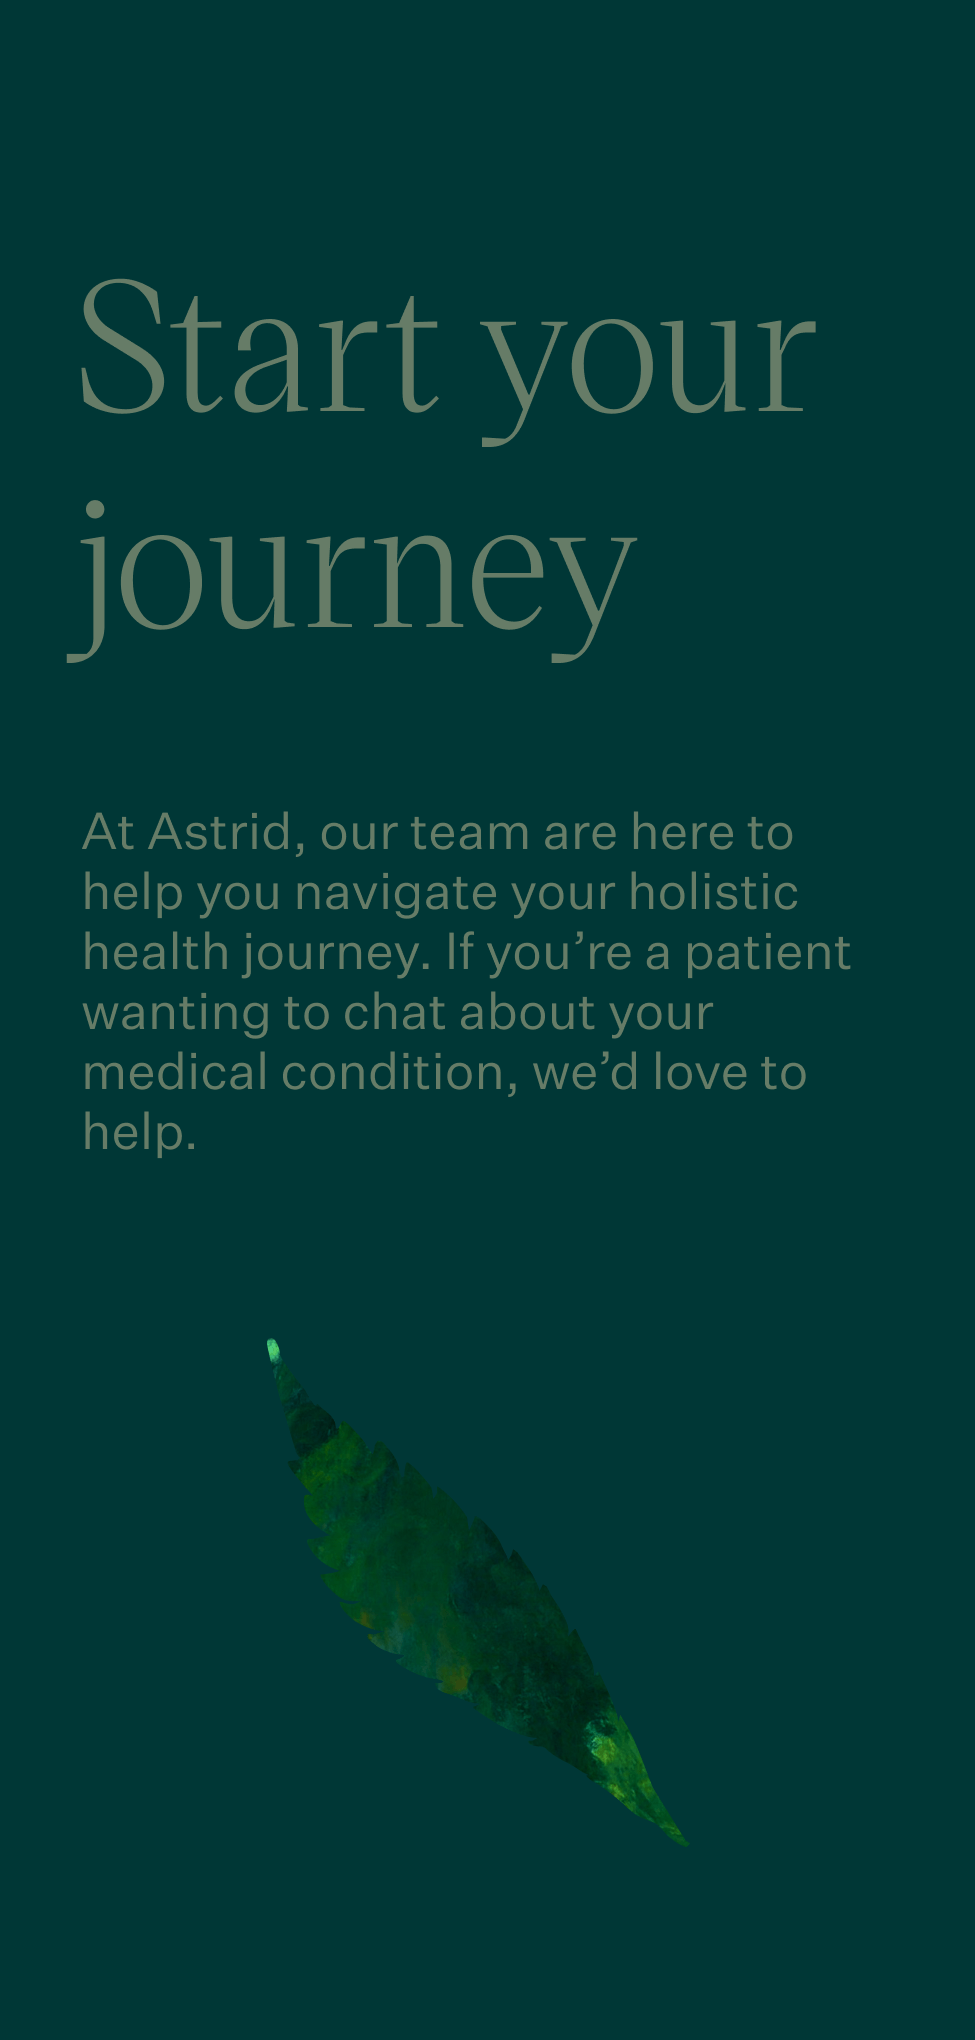 Start your
journey
At Astrid, our team are here to
help you navigate your holistic
health journey. If you’re a patient
wanting to chat about your
medical condition, we’d love to
help.